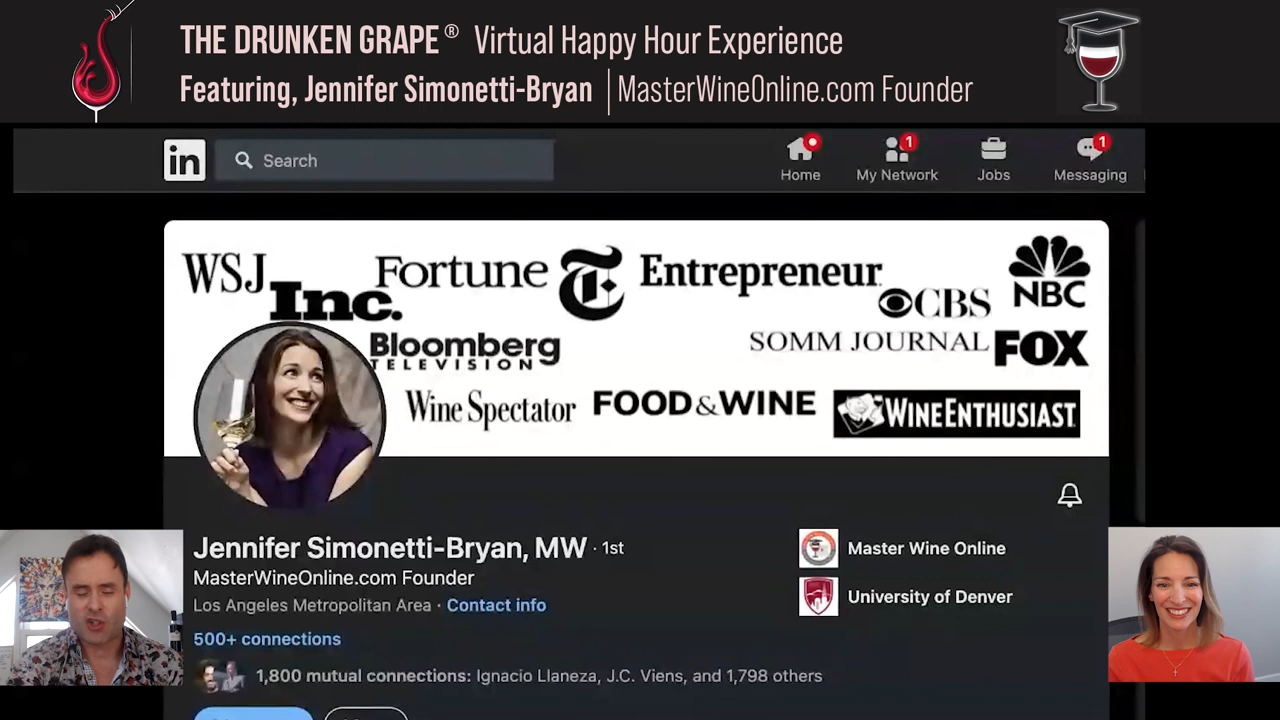 THE DRUNKEN GRAPE® Virtual Happy Hour Experience
Featuring, Jennifer Simonetti-Bryan | MasterWineOnline.com Founder
in Search
Home My Network 1 Jobs Messaging 1
WSJ Fortune T Entrepreneur NBC
Inc. CBS
Bloomberg TELEVISION SOMM JOURNAL FOX
Wine Spectator FOOD&WINE WINEENTHUSIAST
Jennifer Simonetti-Bryan, MW · 1st
MasterWineOnline.com Founder
Los Angeles Metropolitan Area · Contact info
500+ connections
1,800 mutual connections: Ignacio Llaneza, J.C. Viens, and 1,798 others
Master Wine Online
University of Denver